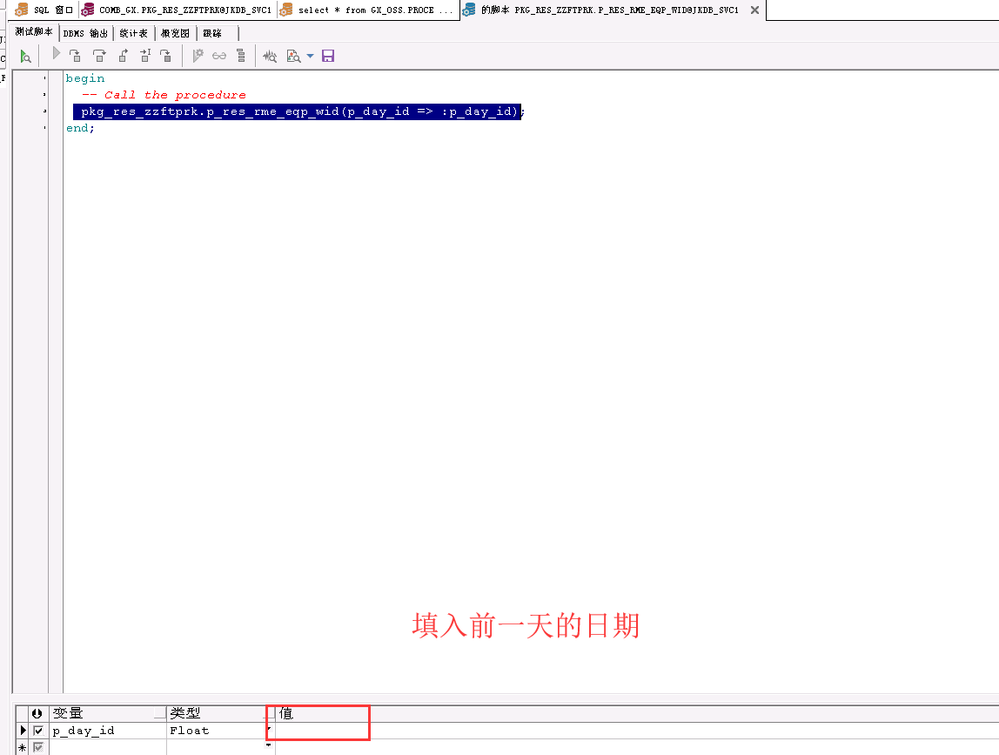 SQL 窗口 COMB_GX.PKG_RES_ZZFTPRK@JKDB_SVC1 select * from GX_OSS.PROCE ... 的脚本 PKG_RES_ZZFTPRK.P_RES_RME_EQP_WID@JKDB_SVC1
测试脚本 DBMS 输出 统计表 概览图 跟踪
begin
-- Call the procedure
pkg_res_zzftprk.p_res_rme_eqp_wid(p_day_id => :p_day_id);
end;
填入前一天的日期
变量 类型 值
p_day_id Float